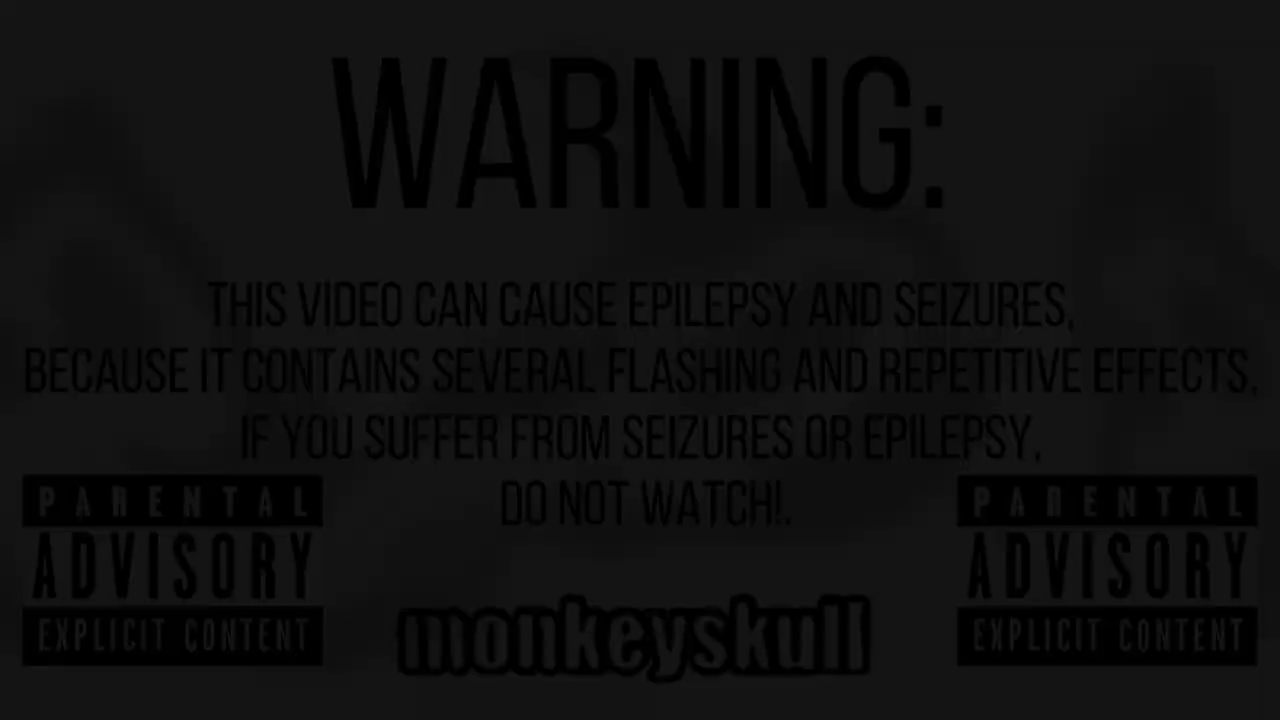 WARNING:
THIS VIDEO CAN CAUSE EPILEPSY AND SEIZURES,
BECAUSE IT CONTAINS SEVERAL FLASHING AND REPETITIVE EFFECTS,
IF YOU SUFFER FROM SEIZURES OR EPILEPSY,
DO NOT WATCH!.
PARENTAL
ADVISORY
EXPLICIT CONTENT
monkeyskull
PARENTAL
ADVISORY
EXPLICIT CONTENT